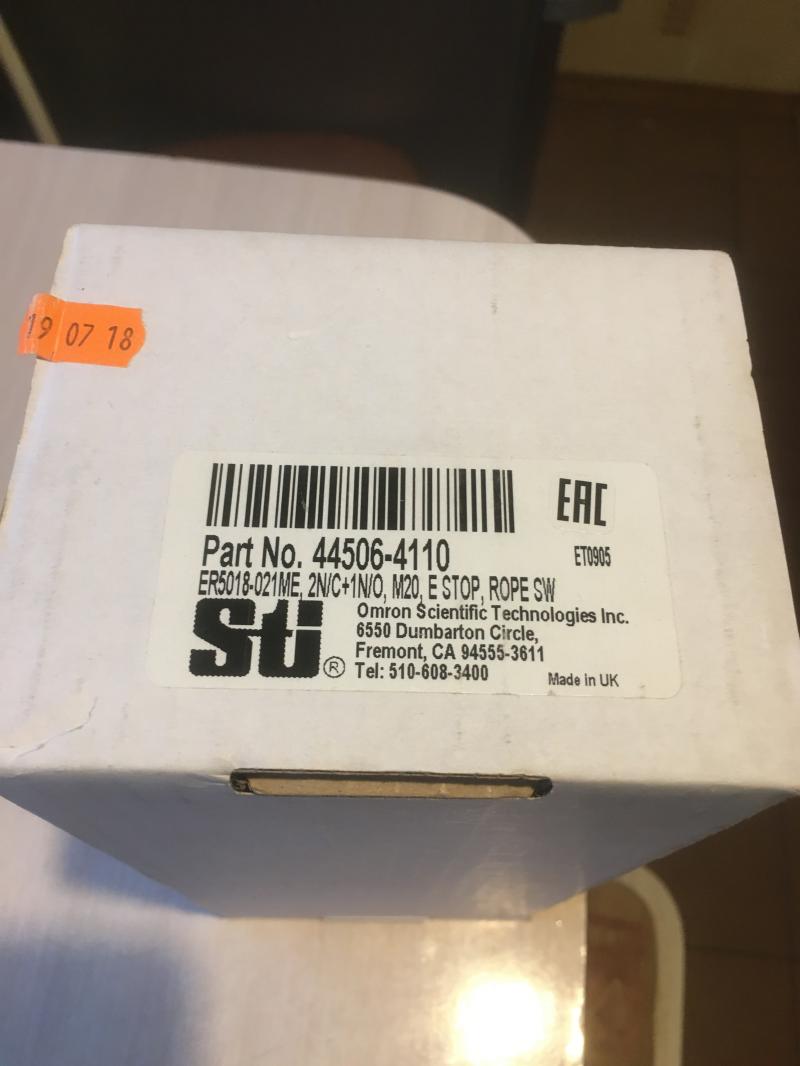 19 07 18
EAC
Part No. 44506-4110
ET0905
ER5018-021ME, 2N/C+1N/O, M20, E STOP, ROPE SW
sti®
Omron Scientific Technologies Inc.
6550 Dumbarton Circle,
Fremont, CA 94555-3611
Tel: 510-608-3400
Made in UK